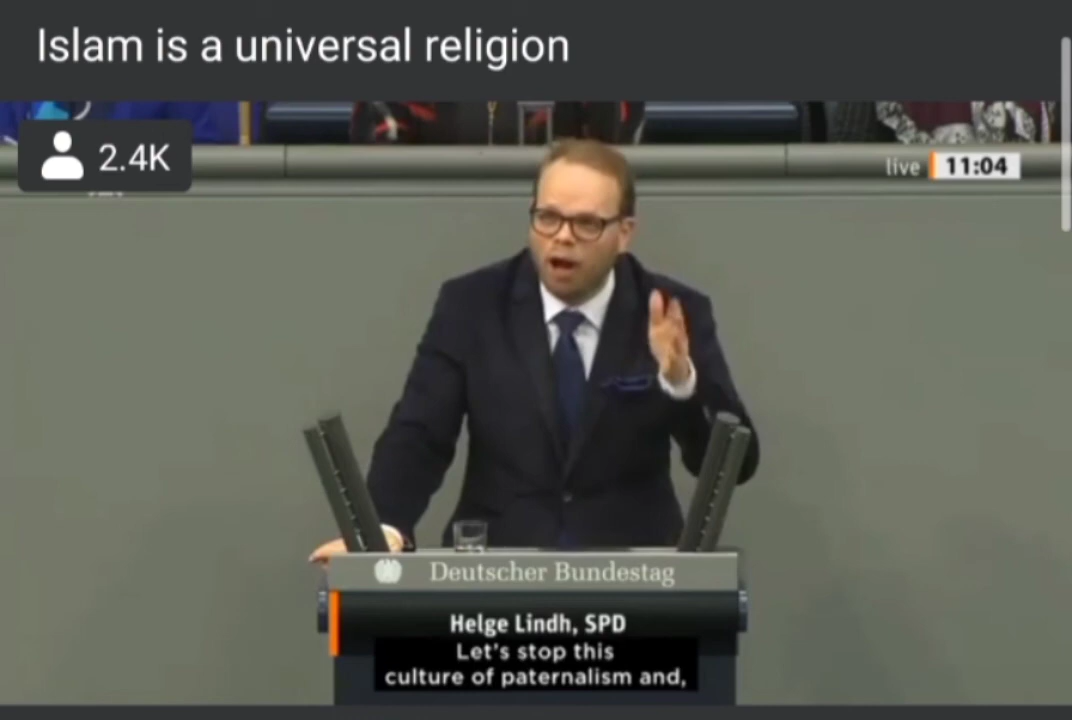 Islam is a universal religion
2.4K
live 11:04
Deutscher Bundestag
Helge Lindh, SPD
Let's stop this
culture of paternalism and,